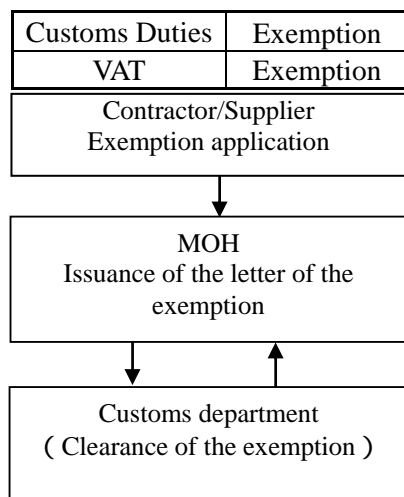 Customs Duties Exemption
VAT Exemption
Contractor/Supplier
Exemption application
MOH
Issuance of the letter of the
exemption
Customs department
( Clearance of the exemption )